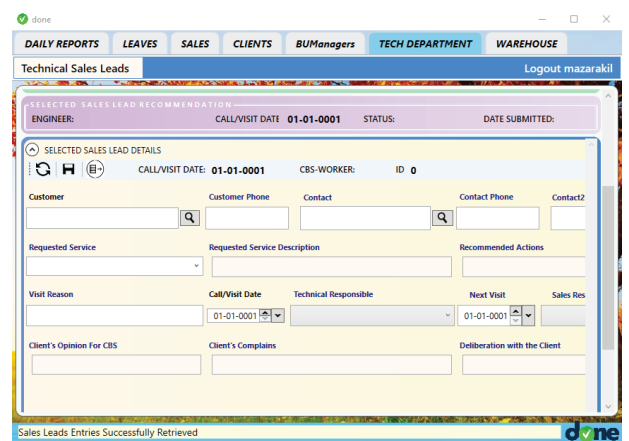 done
DAILY REPORTS LEAVES SALES CLIENTS BUManagers TECH DEPARTMENT WAREHOUSE
Technical Sales Leads Logout mazarakil
SELECTED SALES LEAD RECOMMENDATION
ENGINEER: CALL/VISIT DATE 01-01-0001 STATUS: DATE SUBMITTED:
SELECTED SALES LEAD DETAILS
CALL/VISIT DATE: 01-01-0001 CBS-WORKER: ID 0
Customer Customer Phone Contact Contact Phone Contact2
Requested Service Requested Service Description Recommended Actions
Visit Reason Call/Visit Date Technical Responsible Next Visit Sales Res
01-01-0001 01-01-0001
Client's Opinion For CBS Client's Complains Deliberation with the Client
Sales Leads Entries Successfully Retrieved done